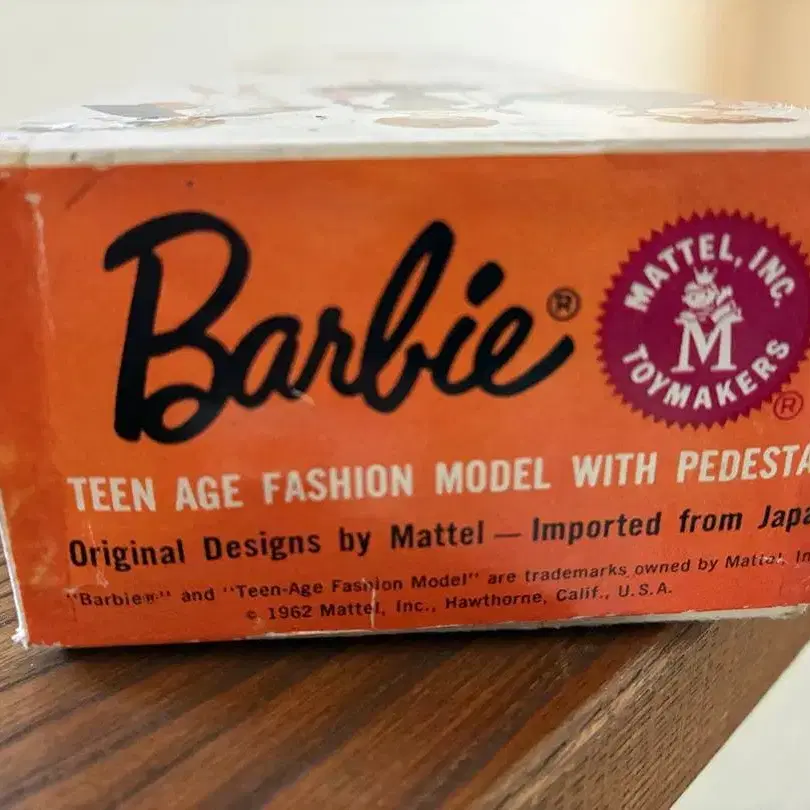 Barbie®
MATTEL, INC.
M
TOYMAKERS
®
TEEN AGE FASHION MODEL WITH PEDESTA
Original Designs by Mattel — Imported from Japa
"Barbie®" and "Teen-Age Fashion Model" are trademarks owned by Mattel, In
© 1962 Mattel, Inc., Hawthorne, Calif., U.S.A.